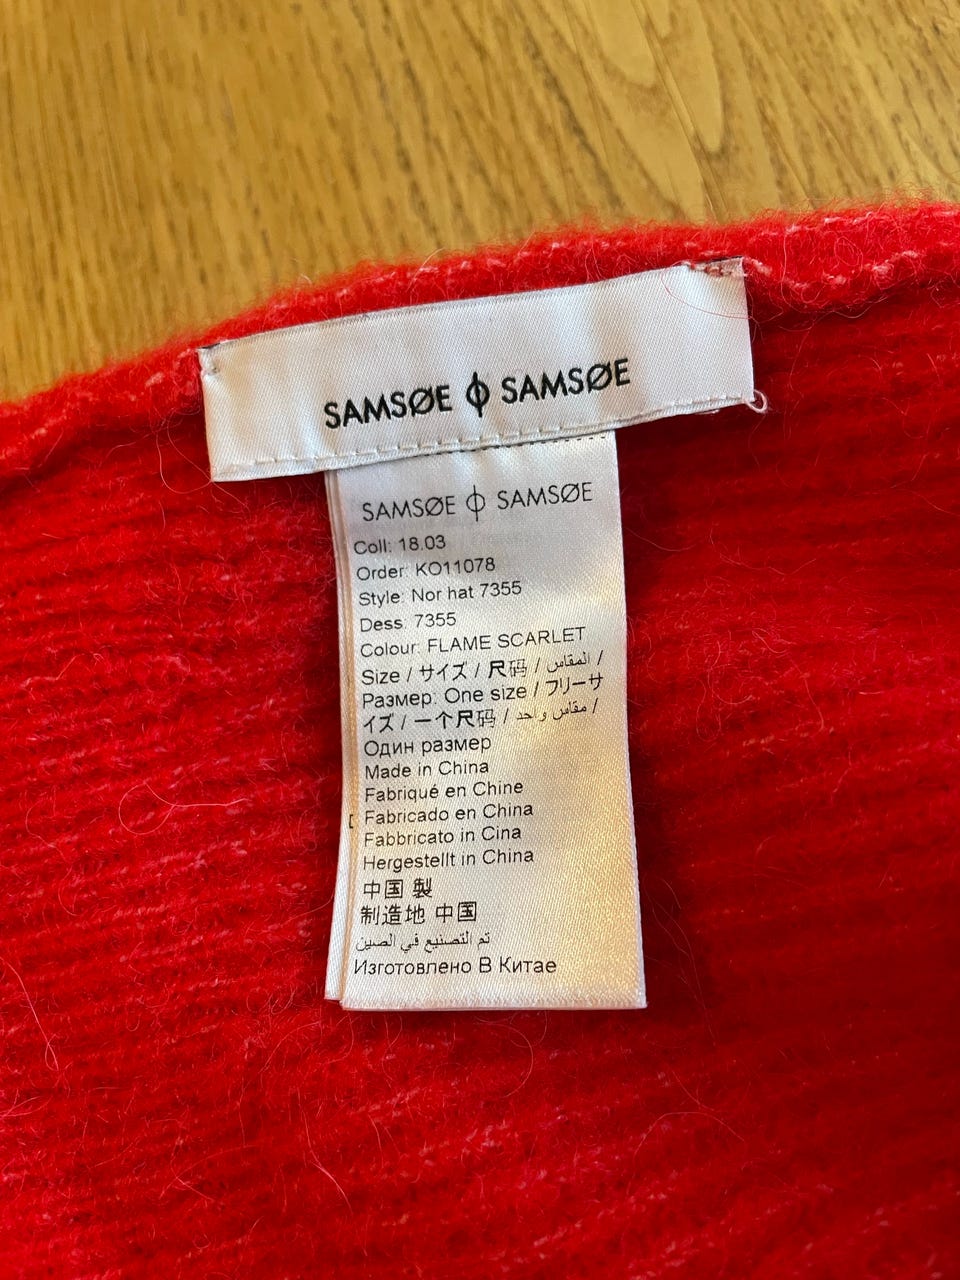 SAMSØE ϕ SAMSØE
SAMSØE ϕ SAMSØE
Coll: 18.03
Order: KO11078
Style: Nor hat 7355
Dess: 7355
Colour: FLAME SCARLET
Size / サイズ / 尺码 / المقاس /
Размер: One size / フリーサ
イズ / 一个尺码 / مقاس واحد /
Один размер
Made in China
Fabriqué en Chine
Fabricado en China
Fabbricato in Cina
Hergestellt in China
中国 製
制造地 中国
تم التصنيع في الصين
Изготовлено В Китае